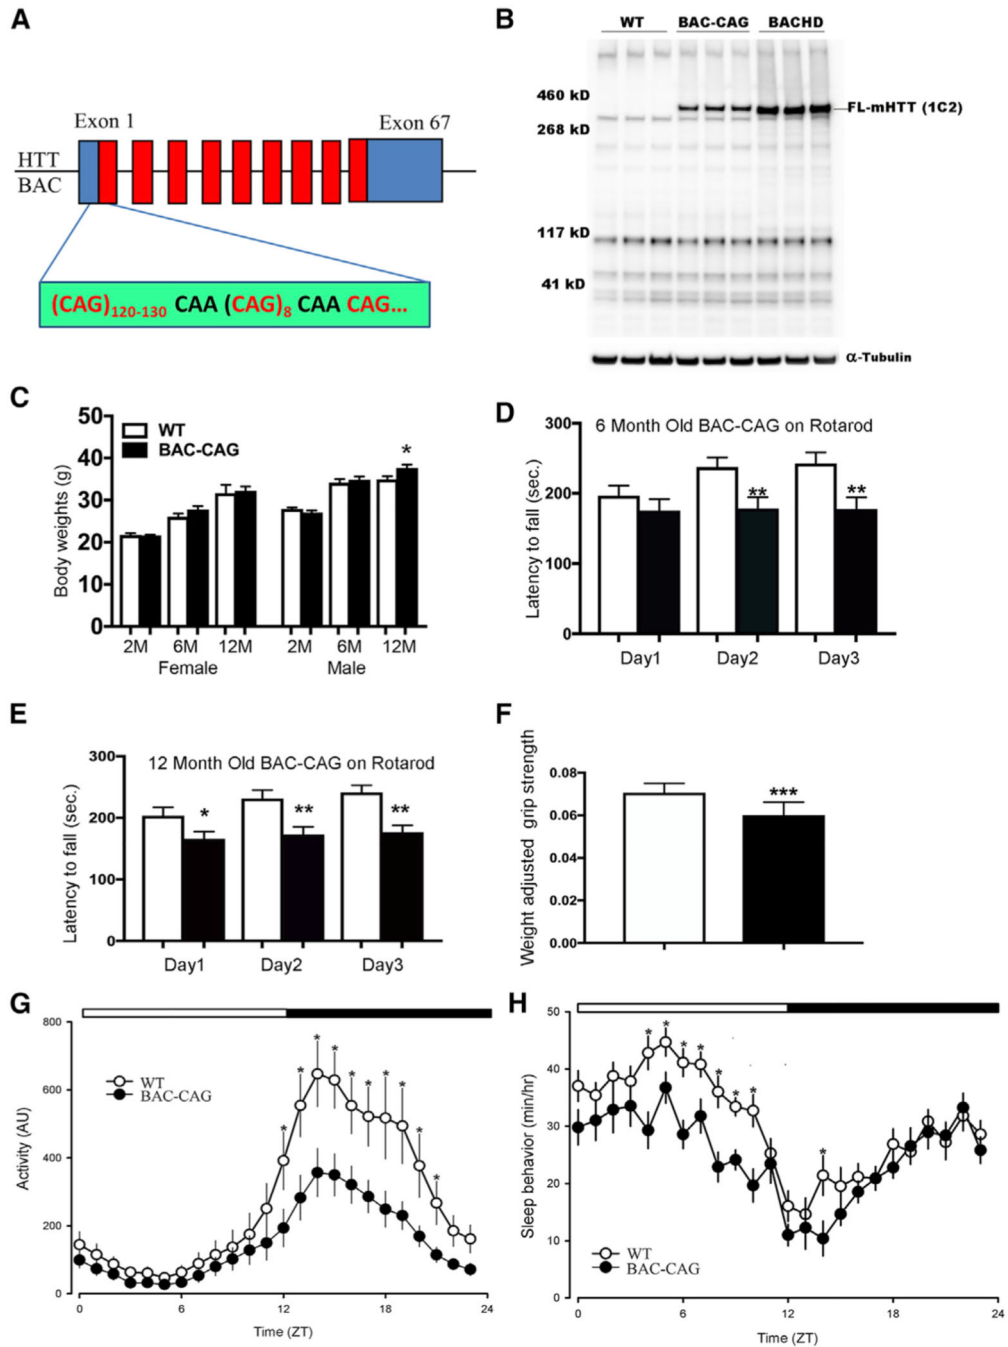 A
Exon 1
Exon 67
HTT
BAC
(CAG)120-130 CAA (CAG)8 CAA CAG...
B
WT BAC-CAG BACHD
460 kD
FL-mHTT (1C2)
268 kD
117 kD
41 kD
α-Tubulin
C
50
40
30
20
10
0
Body weights (g)
WT
BAC-CAG
*
2M 6M 12M 2M 6M 12M
Female Male
D
6 Month Old BAC-CAG on Rotarod
300
200
100
0
Latency to fall (sec.)
** **
Day1 Day2 Day3
E
12 Month Old BAC-CAG on Rotarod
300
200
100
0
Latency to fall (sec.)
* ** **
Day1 Day2 Day3
F
0.08
0.06
0.04
0.02
0.00
Weight adjusted grip strength
***
G
800
600
400
200
0
Activity (AU)
WT
BAC-CAG
* * * * * * * * * *
0 6 12 18 24
Time (ZT)
H
50
40
30
20
10
0
Sleep behavior (min/hr)
* * * * * * * *
WT
BAC-CAG
0 6 12 18 24
Time (ZT)